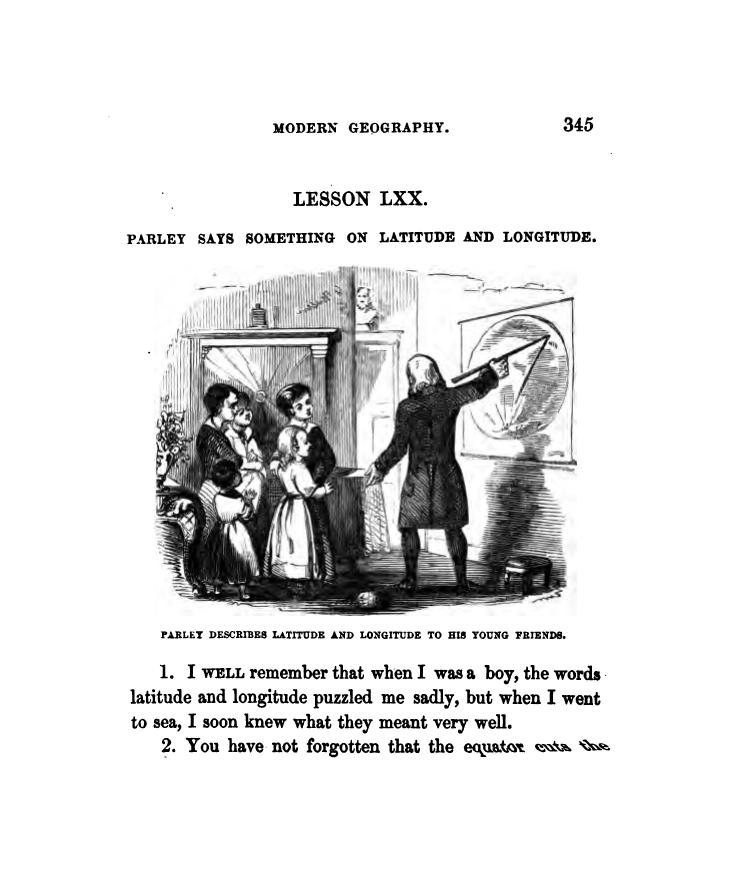 MODERN GEOGRAPHY. 345
LESSON LXX.
PARLEY SAYS SOMETHING ON LATITUDE AND LONGITUDE.
PARLEY DESCRIBES LATITUDE AND LONGITUDE TO HIS YOUNG FRIENDS.
1. I WELL remember that when I was a boy, the words
latitude and longitude puzzled me sadly, but when I went
to sea, I soon knew what they meant very well.
2. You have not forgotten that the equator cuts the